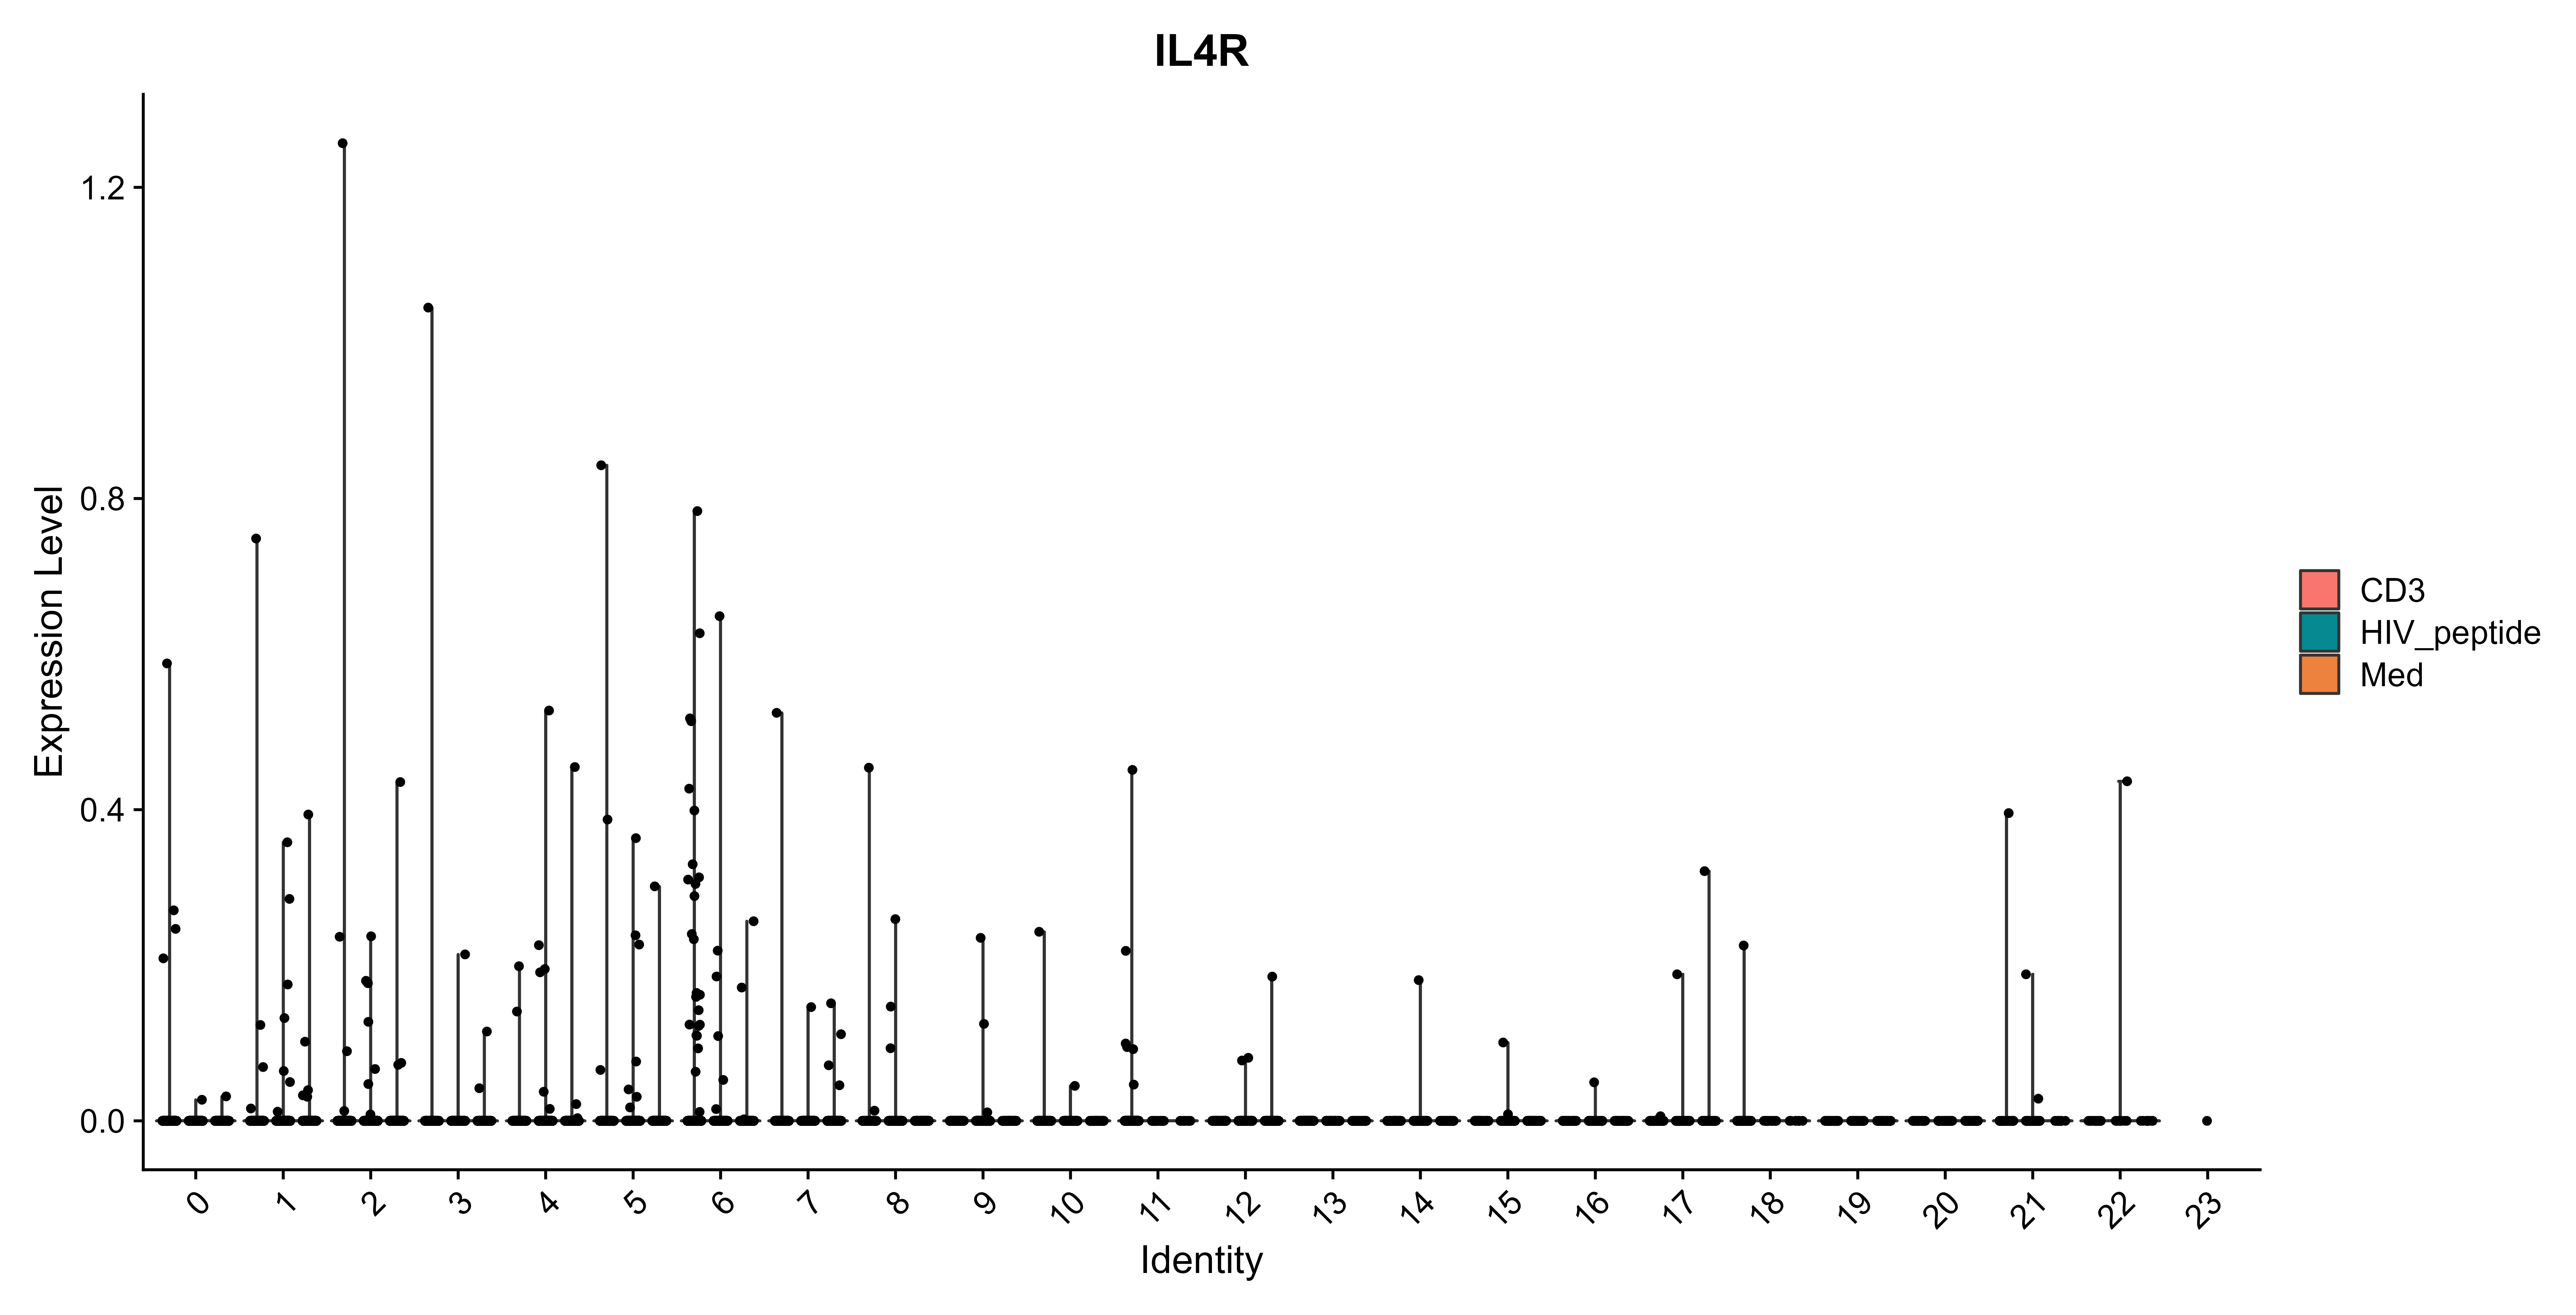 IL4R
Expression Level
1.2
0.8
0.4
0.0
0 1 2 3 4 5 6 7 8 9 10 11 12 13 14 15 16 17 18 19 20 21 22 23
Identity
CD3
HIV_peptide
Med